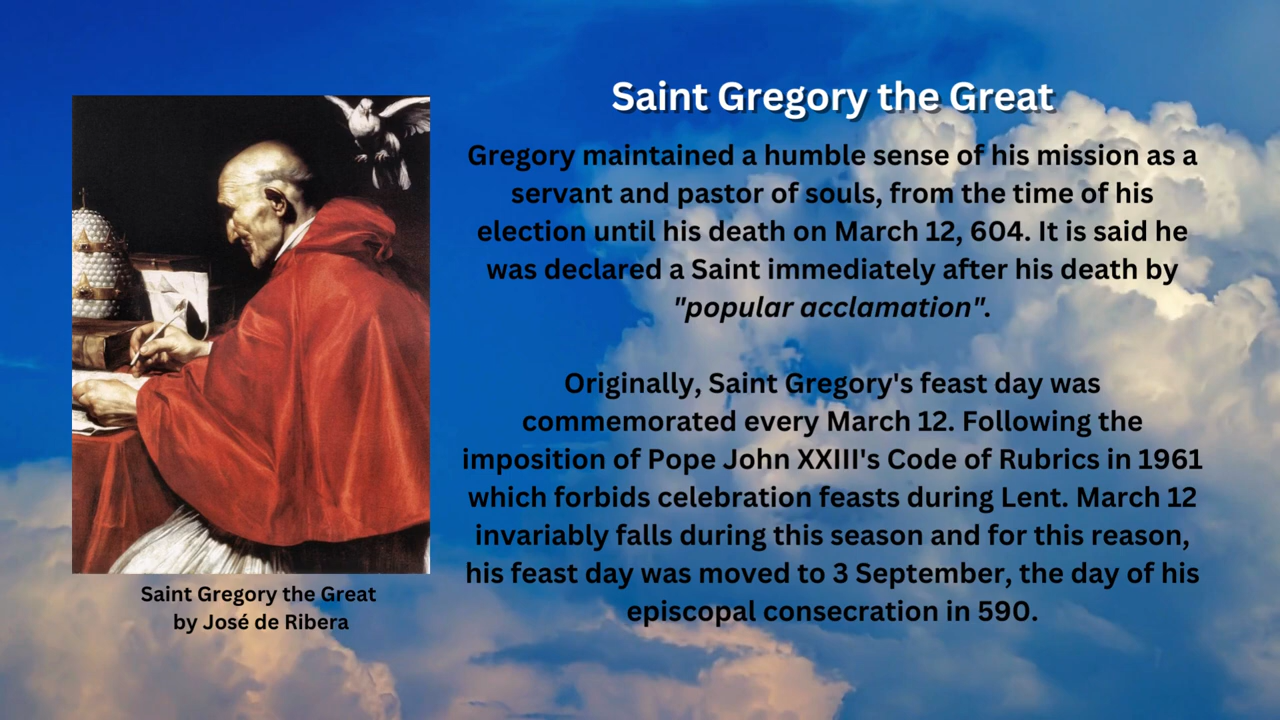 Saint Gregory the Great
Gregory maintained a humble sense of his mission as a
servant and pastor of souls, from the time of his
election until his death on March 12, 604. It is said he
was declared a Saint immediately after his death by
"popular acclamation".
Originally, Saint Gregory's feast day was
commemorated every March 12. Following the
imposition of Pope John XXIII's Code of Rubrics in 1961
which forbids celebration feasts during Lent. March 12
invariably falls during this season and for this reason,
his feast day was moved to 3 September, the day of his
episcopal consecration in 590.
Saint Gregory the Great
by José de Ribera